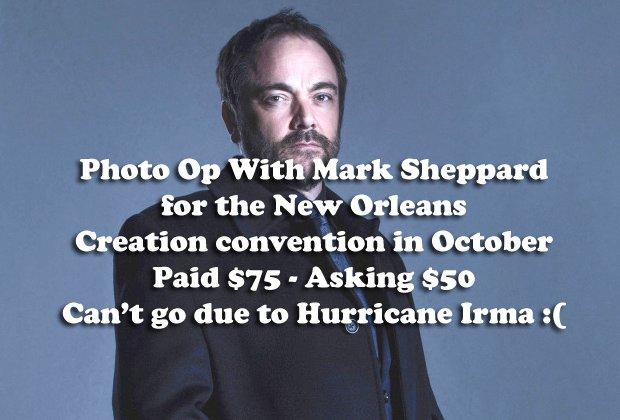 Photo Op With Mark Sheppard
for the New Orleans
Creation convention in October
Paid $75 - Asking $50
Can't go due to Hurricane Irma :(